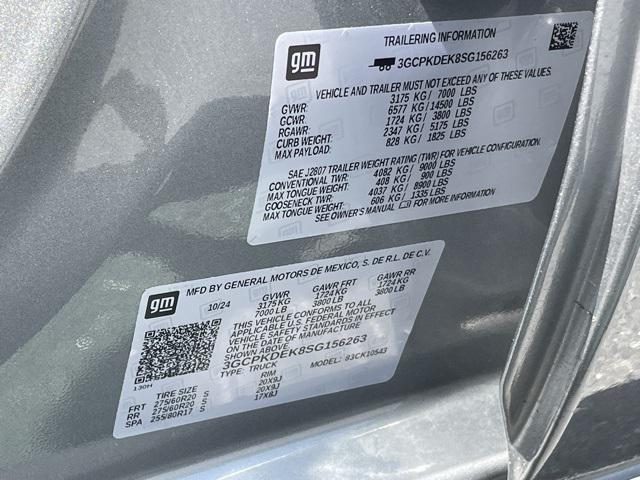 gm
TRAILERING INFORMATION
3GCPKDEK8SG156263
VEHICLE AND TRAILER MUST NOT EXCEED ANY OF THESE VALUES.
GVWR: 3175 KG / 7000 LBS
GCWR: 6577 KG / 14500 LBS
RGAWR: 1724 KG / 3800 LBS
CURB WEIGHT: 2347 KG / 5175 LBS
MAX PAYLOAD: 828 KG / 1825 LBS
SAE J2807 TRAILER WEIGHT RATING (TWR) FOR VEHICLE CONFIGURATION.
CONVENTIONAL TWR: 4082 KG / 9000 LBS
MAX TONGUE WEIGHT: 408 KG / 900 LBS
GOOSENECK TWR: 4037 KG / 8900 LBS
MAX TONGUE WEIGHT: 606 KG / 1335 LBS
SEE OWNER'S MANUAL FOR MORE INFORMATION
gm
MFD BY GENERAL MOTORS DE MEXICO, S. DE R.L. DE C.V.
10/24 GVWR GAWR FRT GAWR RR
3175KG 1724KG 1724KG
7000 LB 3800 LB 3800 LB
THIS VEHICLE CONFORMS TO ALL
APPLICABLE U.S. FEDERAL MOTOR
VEHICLE SAFETY STANDARDS IN EFFECT
ON THE DATE OF MANUFACTURE
3GCPKDEK8SG156263
TYPE: TRUCK MODEL: 83CK10543
130H
TIRE SIZE RIM
FRT 275/60R20 S 20X9J
RR 275/60R20 S 20X9J
SPA 255/80R17 S 17X8J